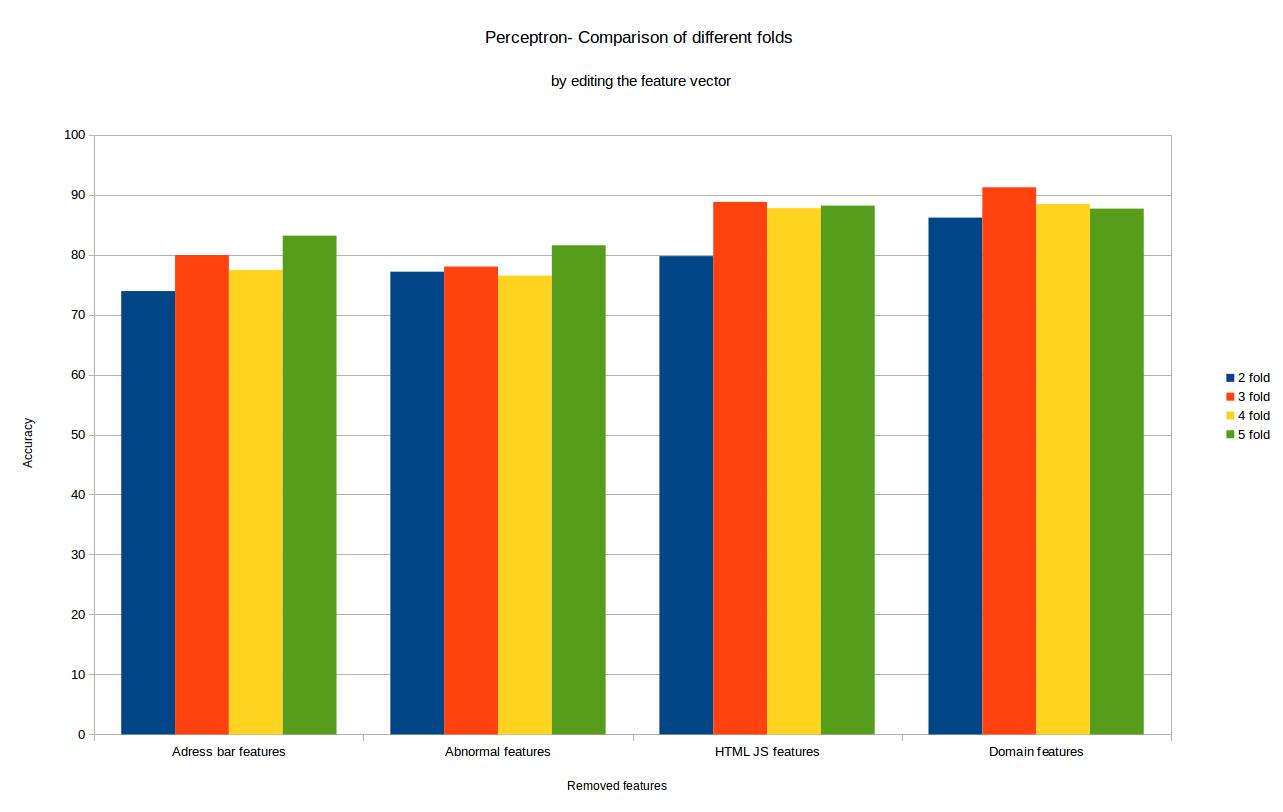 Perceptron- Comparison of different folds
by editing the feature vector
100
90
80
70
60
50
40
30
20
10
0
Accuracy
2 fold
3 fold
4 fold
5 fold
Adress bar features
Abnormal features
HTML JS features
Domain features
Removed features